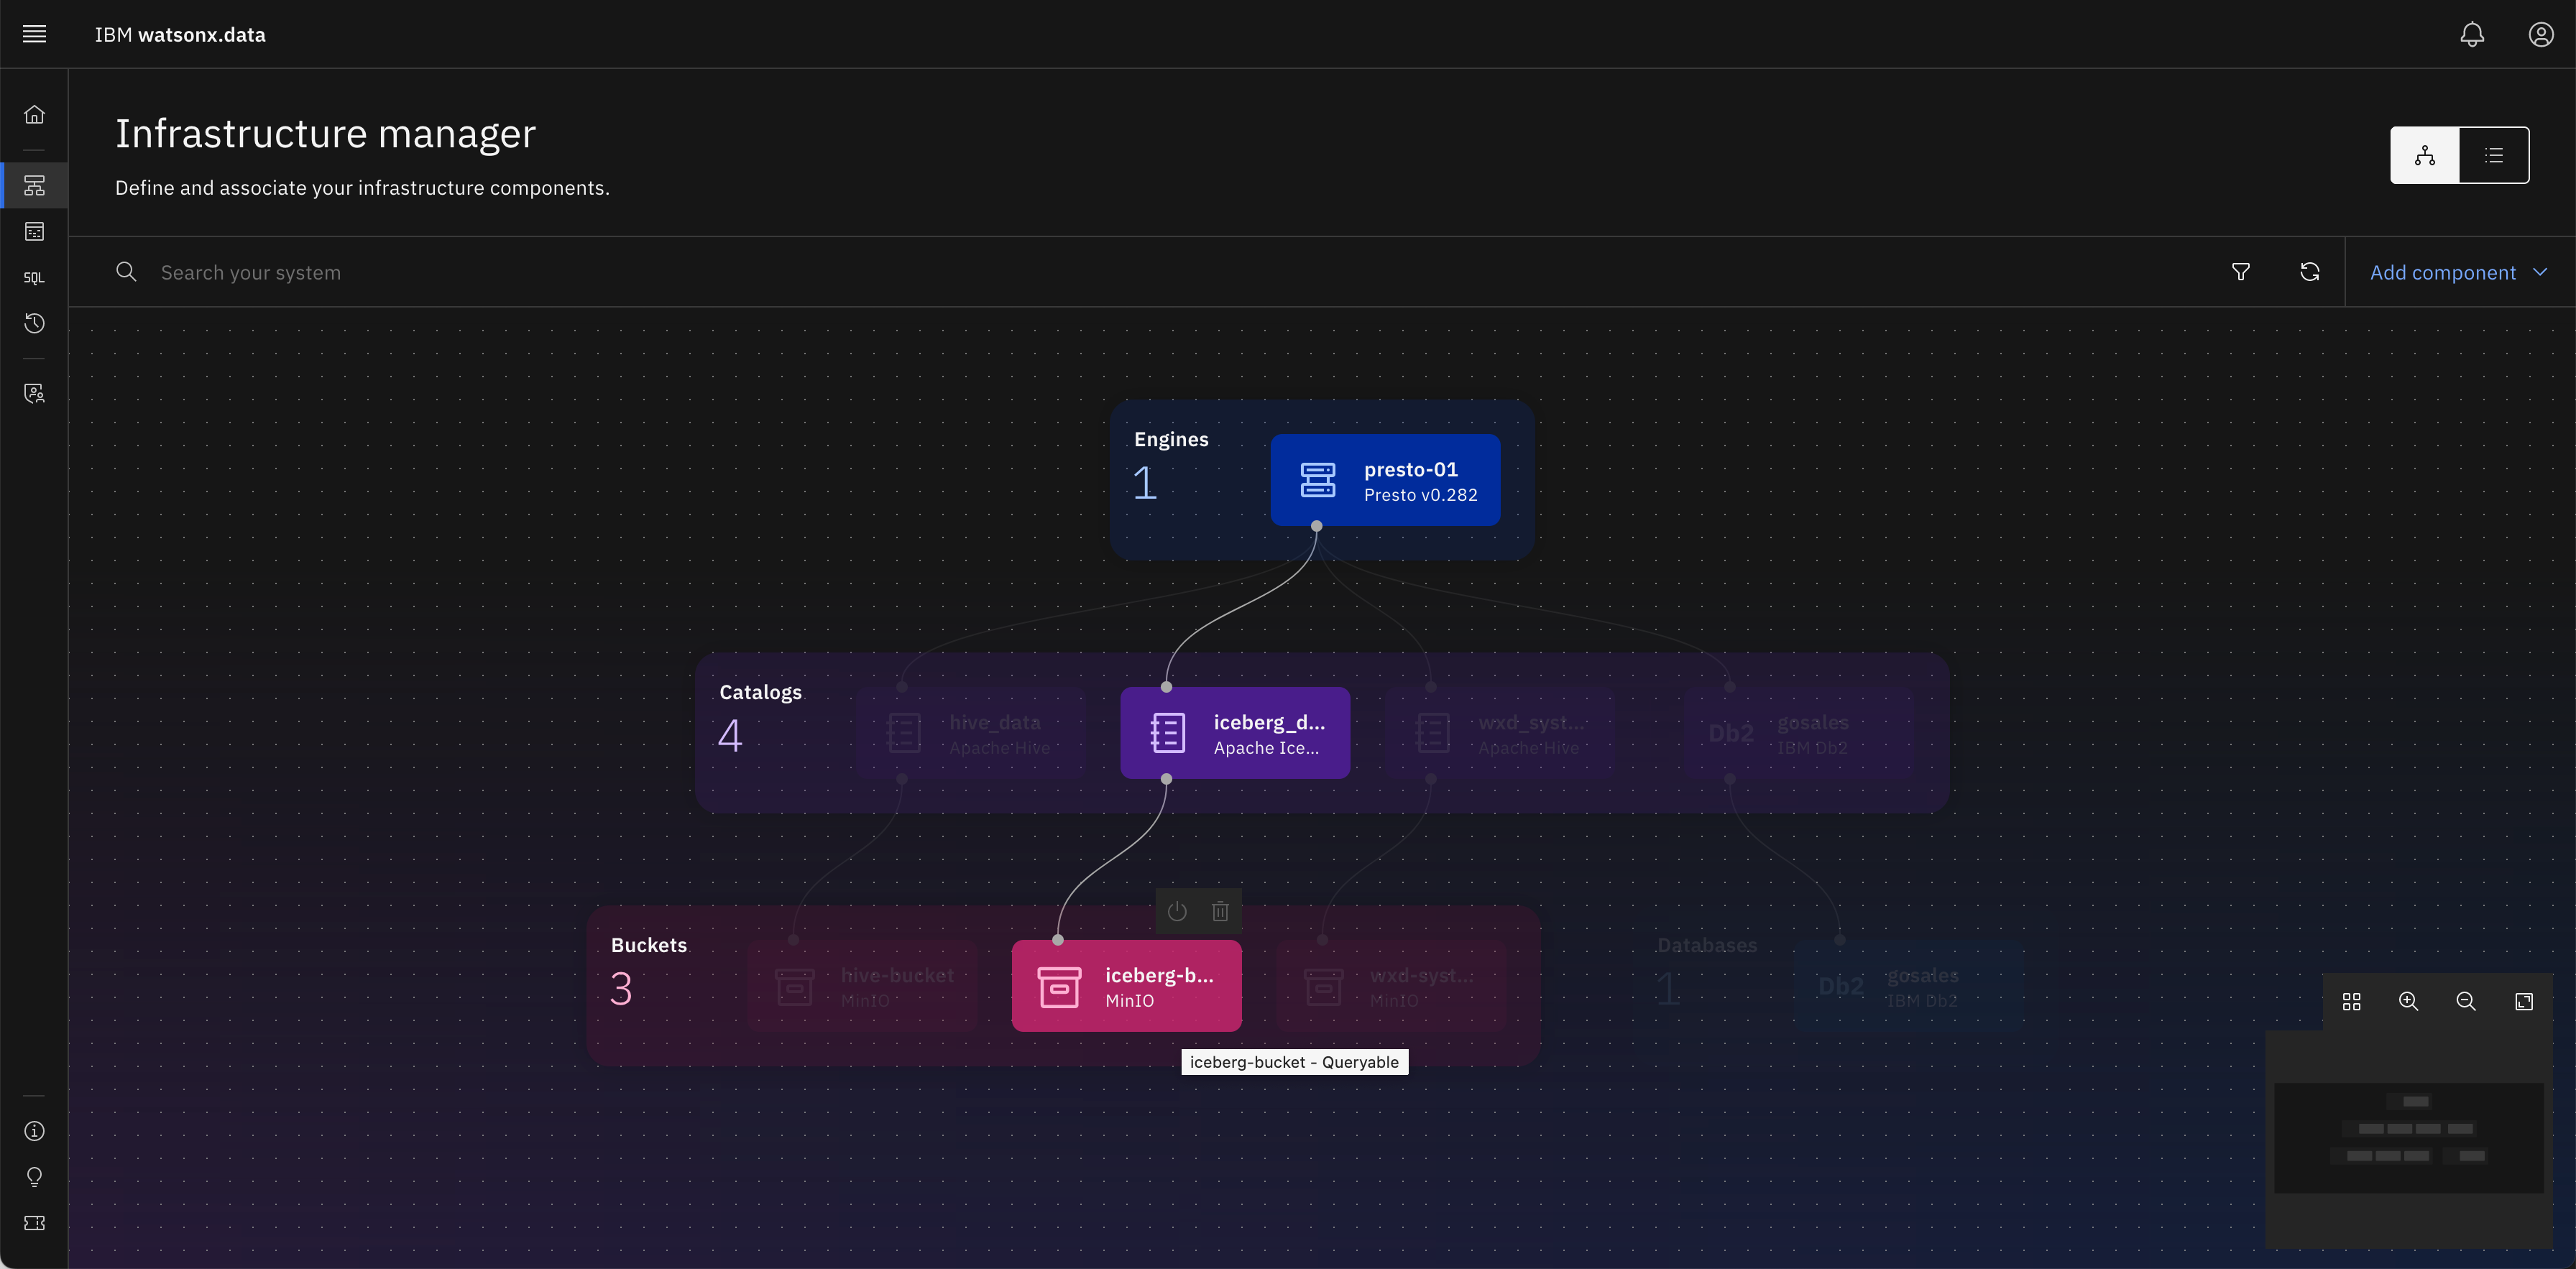 IBM watsonx.data
Infrastructure manager
Define and associate your infrastructure components.
Search your system
Add component
SQL
Engines
1
presto-01
Presto v0.282
Catalogs
4
hive_data
Apache Hive
iceberg_d...
Apache Ice...
wxd_syst...
Apache Hive
Db2
gosales
IBM Db2
Buckets
3
hive-bucket
MinIO
iceberg-b...
MinIO
wxd-syst...
MinIO
Databases
1
Db2
gosales
IBM Db2
iceberg-bucket - Queryable